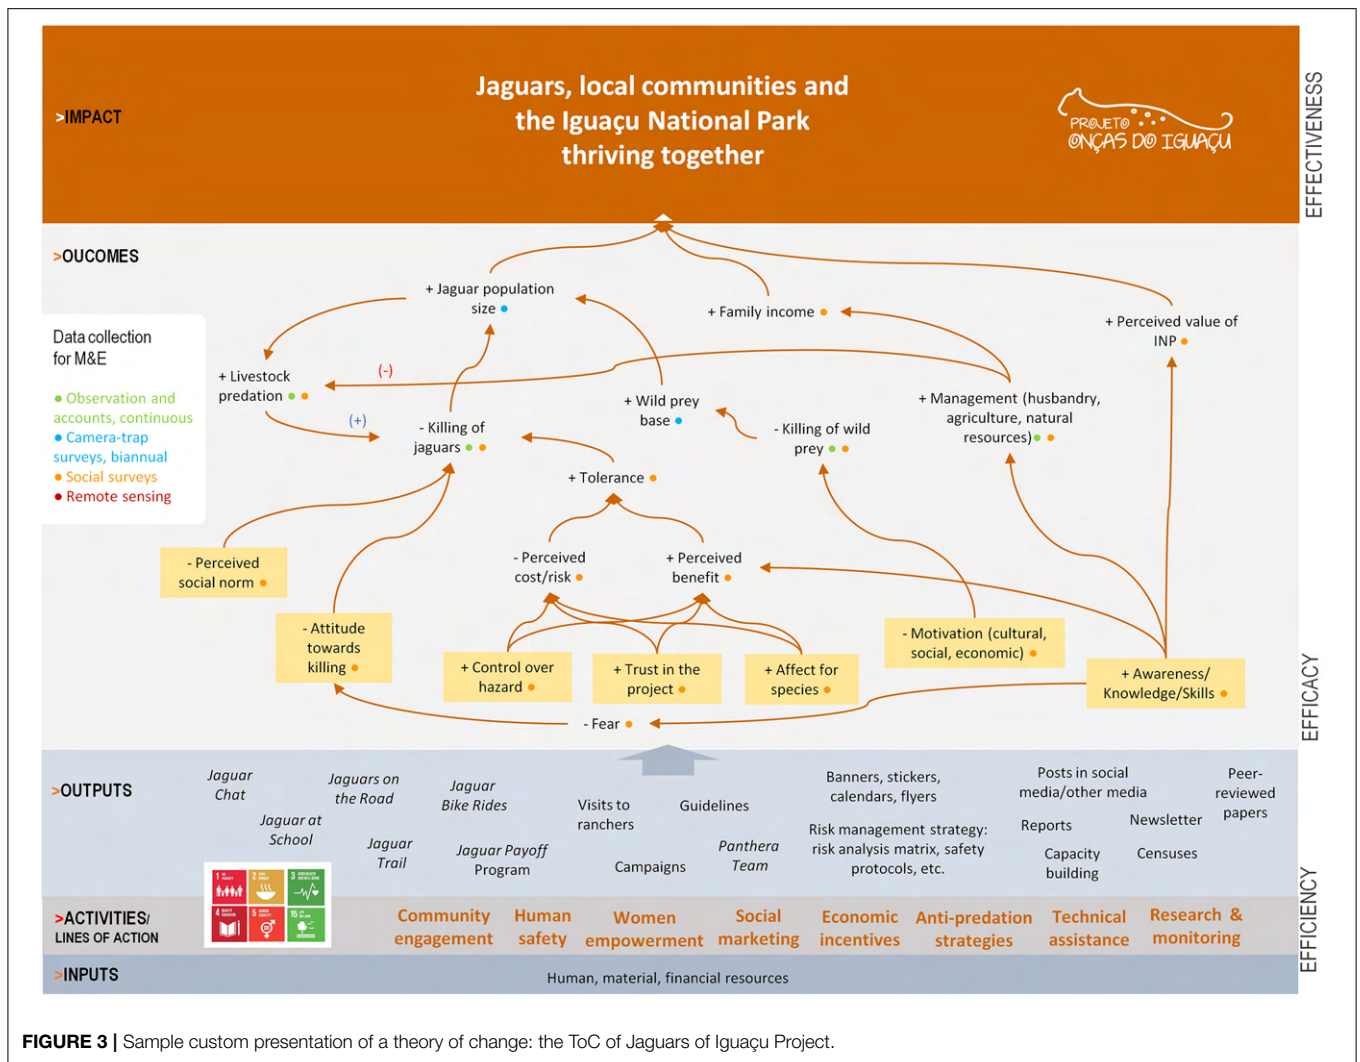 Jaguars, local communities and
the Iguaçu National Park
thriving together
>IMPACT
PROJETO
ONÇAS DO IGUAÇU
EFFECTIVENESS
>OUCOMES
+ Jaguar population
size
+ Family income
+ Perceived value of
INP
Data collection
for M&E
Observation and
accounts, continuous
Camera-trap
surveys, biannual
Social surveys
Remote sensing
+ Livestock
predation
(-)
(+)
- Killing of
jaguars
+ Wild prey
base
- Killing of wild
prey
+ Management (husbandry,
agriculture, natural
resources)
+ Tolerance
- Perceived
social norm
- Perceived
cost/risk
+ Perceived
benefit
- Attitude
towards
killing
+ Control over
hazard
+ Trust in the
project
+ Affect for
species
- Motivation (cultural,
social, economic)
+ Awareness/
Knowledge/Skills
- Fear
EFFICACY
>OUTPUTS
Jaguar
Chat
Jaguars on
the Road
Jaguar
Bike Rides
Visits to
ranchers
Guidelines
Banners, stickers,
calendars, flyers
Posts in social
media/other media
Peer-
reviewed
papers
Jaguar at
School
Jaguar
Trail
Jaguar Payoff
Program
Campaigns
Panthera
Team
Risk management strategy:
risk analysis matrix, safety
protocols, etc.
Reports
Newsletter
Capacity
building
Censuses
1
2
3
4
5
15
>ACTIVITIES/
LINES OF ACTION
Community
engagement
Human
safety
Women
empowerment
Social
marketing
Economic
incentives
Anti-predation
strategies
Technical
assistance
Research &
monitoring
EFFICIENCY
>INPUTS
Human, material, financial resources
FIGURE 3 | Sample custom presentation of a theory of change: the ToC of Jaguars of Iguaçu Project.